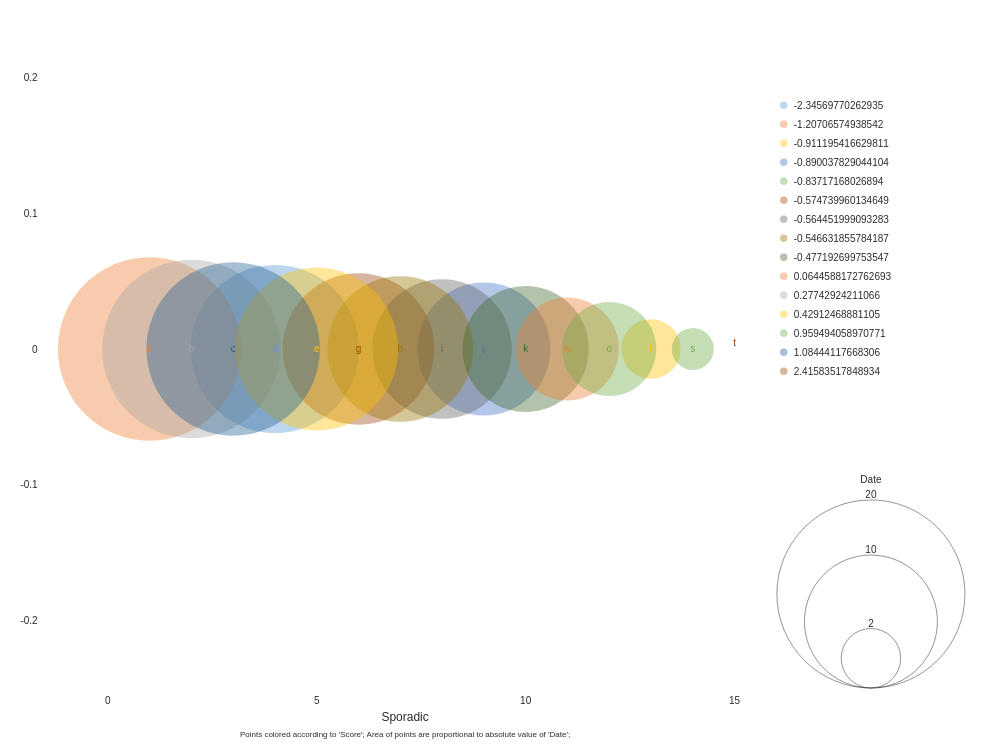 0.2
0.1
0
-0.1
-0.2
a
b
c
d
e
g
h
i
j
k
o
s
t
0
5
10
15
Sporadic
Points colored according to 'Score'; Area of points are proportional to absolute value of 'Date';
-2.34569770262935
-1.20706574938542
-0.911195416629811
-0.890037829044104
-0.83717168026894
-0.574739960134649
-0.564451999093283
-0.546631855784187
-0.477192699753547
0.0644588172762693
0.27742924211066
0.42912468881105
0.959494058970771
1.08444117668306
2.41583517848934
Date
20
10
2